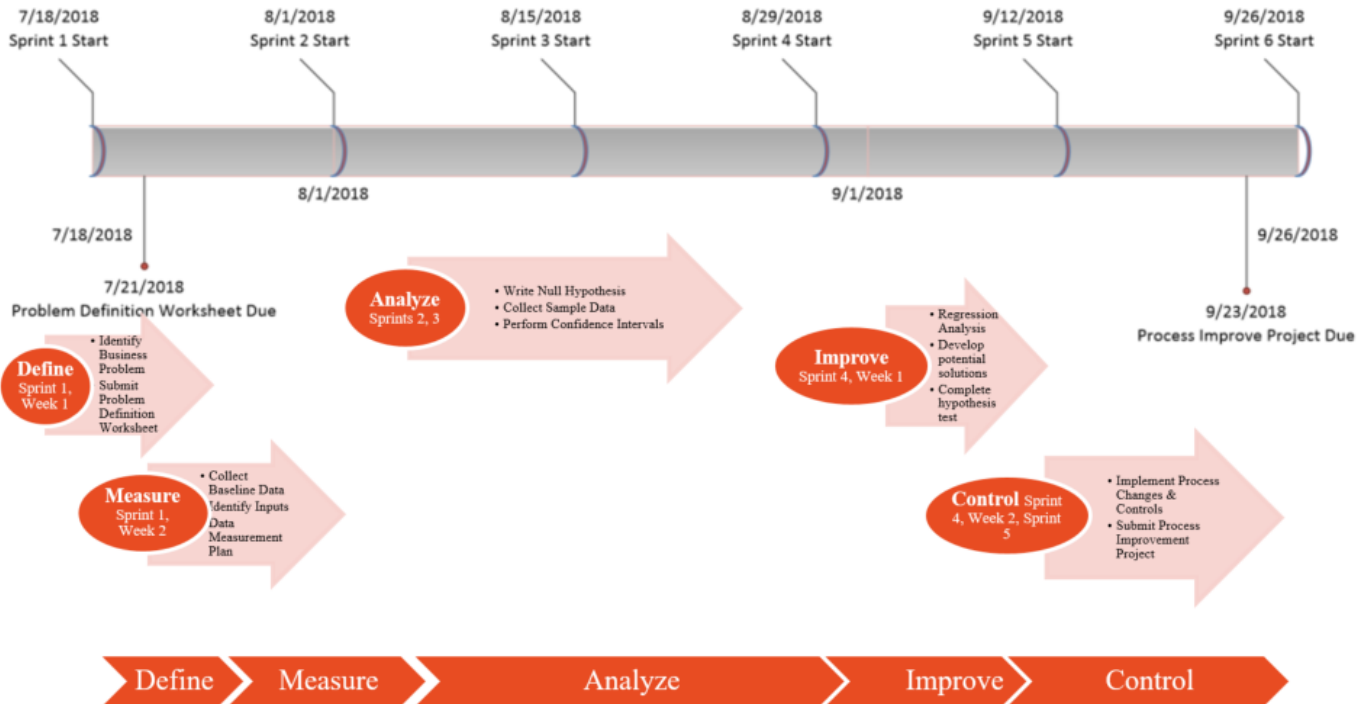 7/18/2018
Sprint 1 Start
8/1/2018
Sprint 2 Start
8/15/2018
Sprint 3 Start
8/29/2018
Sprint 4 Start
9/12/2018
Sprint 5 Start
9/26/2018
Sprint 6 Start
8/1/2018
9/1/2018
7/18/2018
9/26/2018
7/21/2018
Problem Definition Worksheet Due
9/23/2018
Process Improve Project Due
Define
Sprint 1,
Week 1
• Identify
Business
Problem
• Submit
Problem
Definition
Worksheet
Measure
Sprint 1,
Week 2
• Collect
Baseline Data
Identify Inputs
Data
Measurement
Plan
Analyze
Sprints 2, 3
• Write Null Hypothesis
• Collect Sample Data
• Perform Confidence Intervals
Improve
Sprint 4, Week 1
• Regression
Analysis
• Develop
potential
solutions
• Complete
hypothesis
test
Control Sprint
4, Week 2, Sprint
5
• Implement Process
Changes &
Controls
• Submit Process
Improvement
Project
Define
Measure
Analyze
Improve
Control